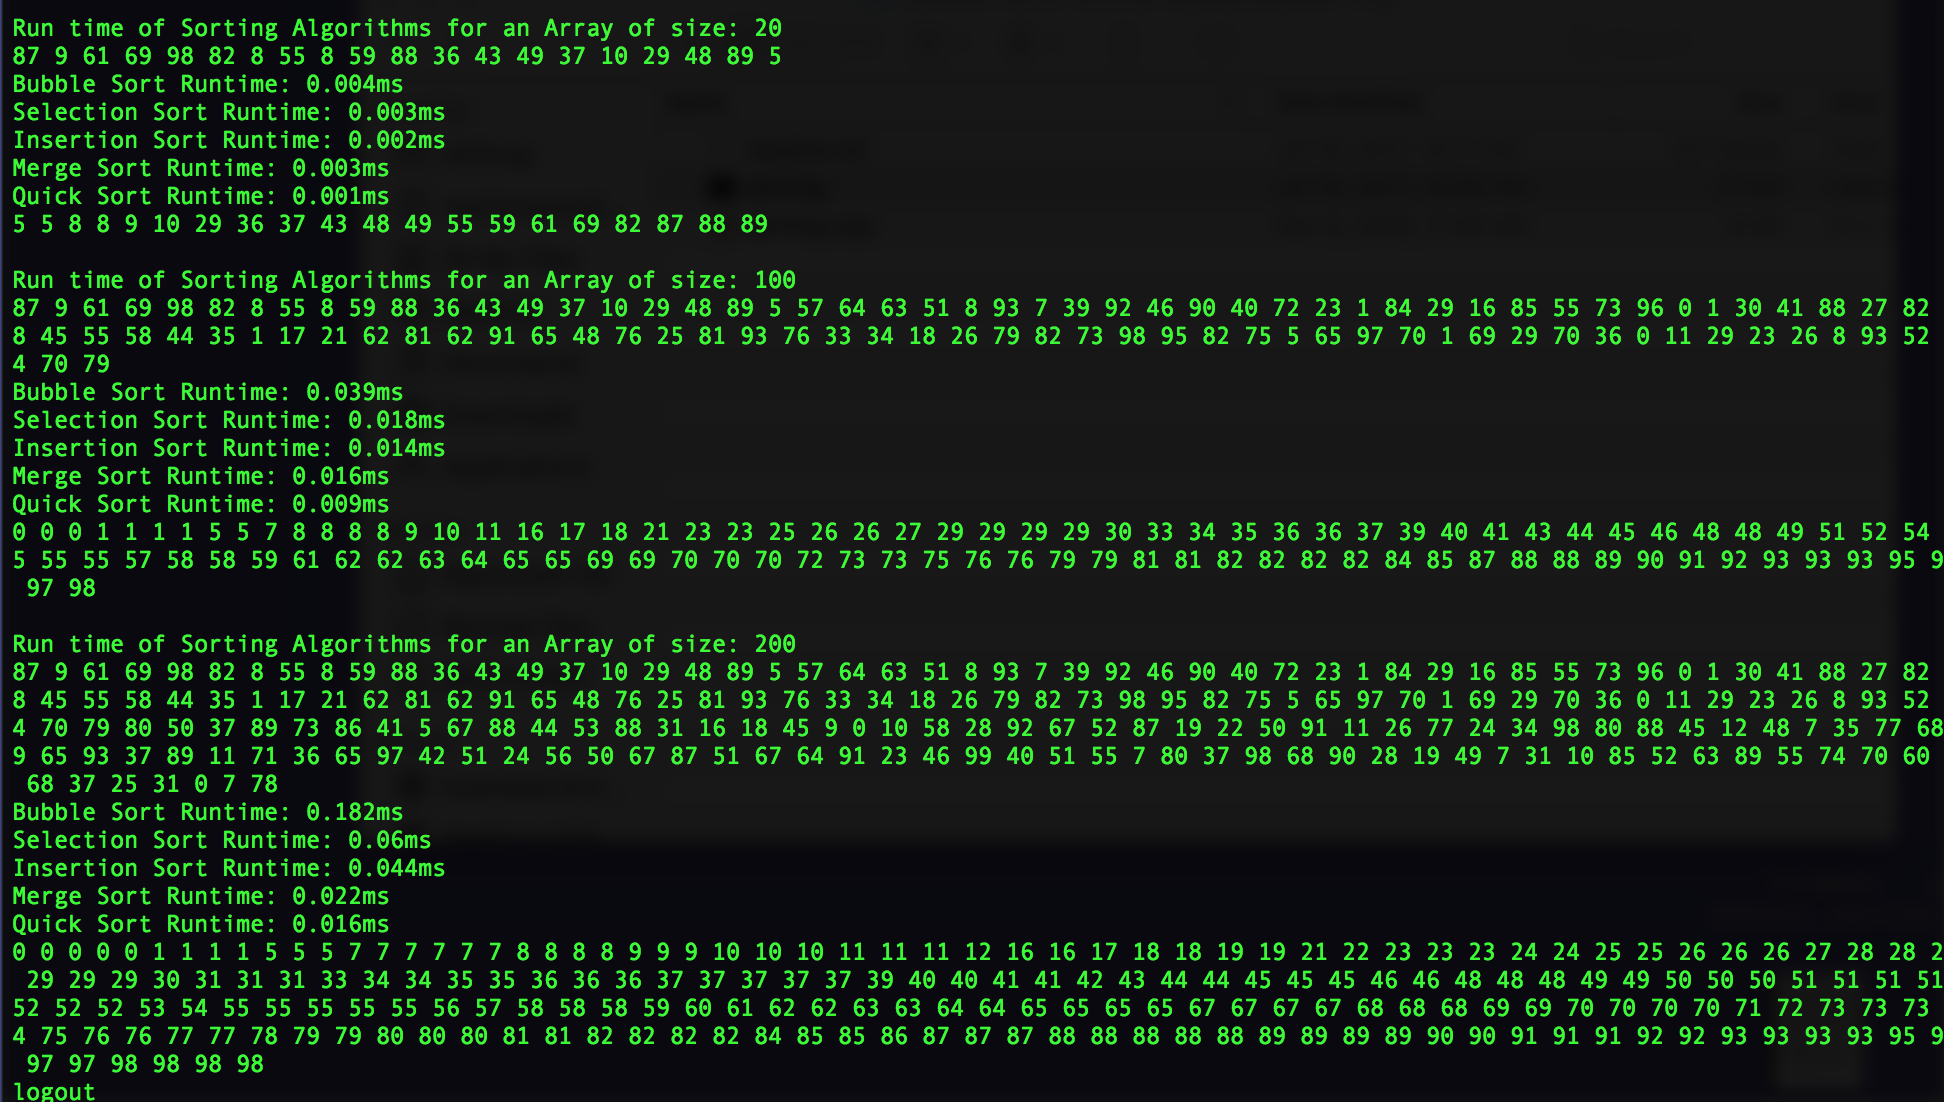 Run time of Sorting Algorithms for an Array of size: 20
87 9 61 69 98 82 8 55 8 59 88 36 43 49 37 10 29 48 89 5
Bubble Sort Runtime: 0.004ms
Selection Sort Runtime: 0.003ms
Insertion Sort Runtime: 0.002ms
Merge Sort Runtime: 0.003ms
Quick Sort Runtime: 0.001ms
5 5 8 8 9 10 29 36 37 43 48 49 55 59 61 69 82 87 88 89

Run time of Sorting Algorithms for an Array of size: 100
87 9 61 69 98 82 8 55 8 59 88 36 43 49 37 10 29 48 89 5 57 64 63 51 8 93 7 39 92 46 90 40 72 23 1 84 29 16 85 55 73 96 0 1 30 41 88 27 82
8 45 55 58 44 35 1 17 21 62 81 62 91 65 48 76 25 81 93 76 33 34 18 26 79 82 73 98 95 82 75 5 65 97 70 1 69 29 70 36 0 11 29 23 26 8 93 52
4 70 79
Bubble Sort Runtime: 0.039ms
Selection Sort Runtime: 0.018ms
Insertion Sort Runtime: 0.014ms
Merge Sort Runtime: 0.016ms
Quick Sort Runtime: 0.009ms
0 0 0 1 1 1 1 5 5 7 8 8 8 8 9 10 11 16 17 18 21 23 23 25 26 26 27 29 29 29 29 30 33 34 35 36 36 37 39 40 41 43 44 45 46 48 48 49 51 52 54
5 55 55 57 58 58 59 61 62 62 63 64 65 65 69 69 70 70 70 72 73 73 75 76 76 79 79 81 81 82 82 82 82 84 85 87 88 88 89 90 91 92 93 93 93 95 9
97 98

Run time of Sorting Algorithms for an Array of size: 200
87 9 61 69 98 82 8 55 8 59 88 36 43 49 37 10 29 48 89 5 57 64 63 51 8 93 7 39 92 46 90 40 72 23 1 84 29 16 85 55 73 96 0 1 30 41 88 27 82
8 45 55 58 44 35 1 17 21 62 81 62 91 65 48 76 25 81 93 76 33 34 18 26 79 82 73 98 95 82 75 5 65 97 70 1 69 29 70 36 0 11 29 23 26 8 93 52
4 70 79 80 50 37 89 73 86 41 5 67 88 44 53 88 31 16 18 45 9 0 10 58 28 92 67 52 87 19 22 50 91 11 26 77 24 34 98 80 88 45 12 48 7 35 77 68
9 65 93 37 89 11 71 36 65 97 42 51 24 56 50 67 87 51 67 64 91 23 46 99 40 51 55 7 80 37 98 68 90 28 19 49 7 31 10 85 52 63 89 55 74 70 60
68 37 25 31 0 7 78
Bubble Sort Runtime: 0.182ms
Selection Sort Runtime: 0.06ms
Insertion Sort Runtime: 0.044ms
Merge Sort Runtime: 0.022ms
Quick Sort Runtime: 0.016ms
0 0 0 0 0 1 1 1 1 5 5 5 7 7 7 7 7 7 8 8 8 8 9 9 9 10 10 10 11 11 11 12 16 16 17 18 18 19 19 21 22 23 23 23 24 24 25 25 26 26 26 27 28 28 2
29 29 29 30 31 31 31 33 34 34 35 35 36 36 36 37 37 37 37 37 39 40 40 41 41 42 43 44 44 45 45 45 46 46 48 48 48 49 49 50 50 50 51 51 51 51
52 52 52 53 54 55 55 55 55 55 56 57 58 58 58 59 60 61 62 62 63 63 64 64 65 65 65 65 67 67 67 67 68 68 68 69 69 70 70 70 70 71 72 73 73 73
4 75 76 76 77 77 78 79 79 80 80 80 81 81 82 82 82 82 84 85 85 86 87 87 87 88 88 88 88 88 89 89 89 89 90 90 91 91 91 92 92 93 93 93 93 95 9
97 97 98 98 98 98
logout